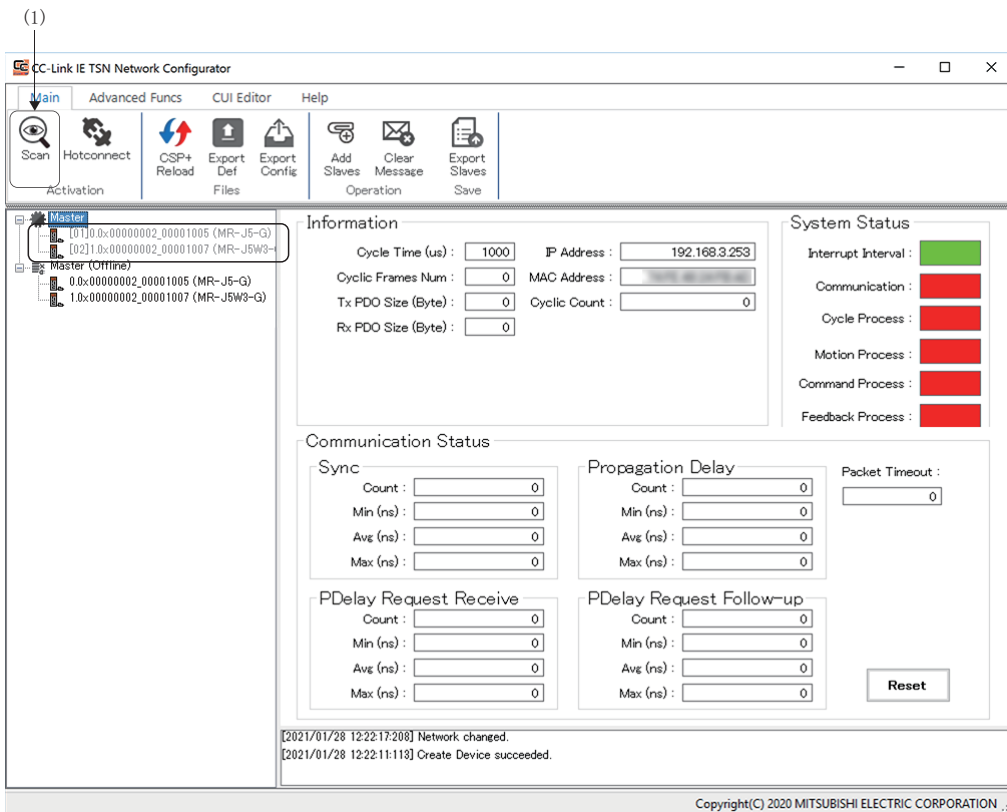 (1)
CC-Link IE TSN Network Configurator
Main Advanced Funcs CUI Editor Help
Scan Hotconnect CSP+ Reload Export Def Export Config Add Slaves Clear Message Export Slaves
Activation Files Operation Save
Master
[01]0.0x00000002_00001005 (MR-J5-G)
[02]1.0x00000002_00001007 (MR-J5W3-
Master (Offline)
0.0x00000002_00001005 (MR-J5-G)
1.0x00000002_00001007 (MR-J5W3-G)
Information
Cycle Time (us) : 1000 IP Address : 192.168.3.253
Cyclic Frames Num : 0 MAC Address :
Tx PDO Size (Byte) : 0 Cyclic Count : 0
Rx PDO Size (Byte) : 0
System Status
Interrupt Interval :
Communication :
Cycle Process :
Motion Process :
Command Process :
Feedback Process :
Communication Status
Sync
Count : 0
Min (ns) : 0
Avg (ns) : 0
Max (ns) : 0
Propagation Delay
Count : 0
Min (ns) : 0
Avg (ns) : 0
Max (ns) : 0
Packet Timeout :
0
PDelay Request Receive
Count : 0
Min (ns) : 0
Avg (ns) : 0
Max (ns) : 0
PDelay Request Follow-up
Count : 0
Min (ns) : 0
Avg (ns) : 0
Max (ns) : 0
Reset
[2021/01/28 12:22:17:208] Network changed.
[2021/01/28 12:22:11:113] Create Device succeeded.
Copyright(C) 2020 MITSUBISHI ELECTRIC CORPORATION